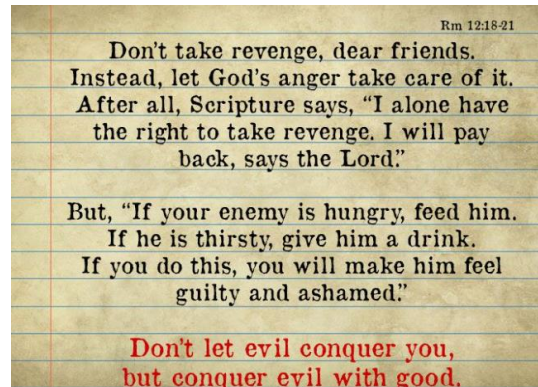 Rm 12:18-21
Don't take revenge, dear friends.
Instead, let God's anger take care of it.
After all, Scripture says, “I alone have
the right to take revenge. I will pay
back, says the Lord.”
But, “If your enemy is hungry, feed him.
If he is thirsty, give him a drink.
If you do this, you will make him feel
guilty and ashamed.”
Don't let evil conquer you,
but conquer evil with good.